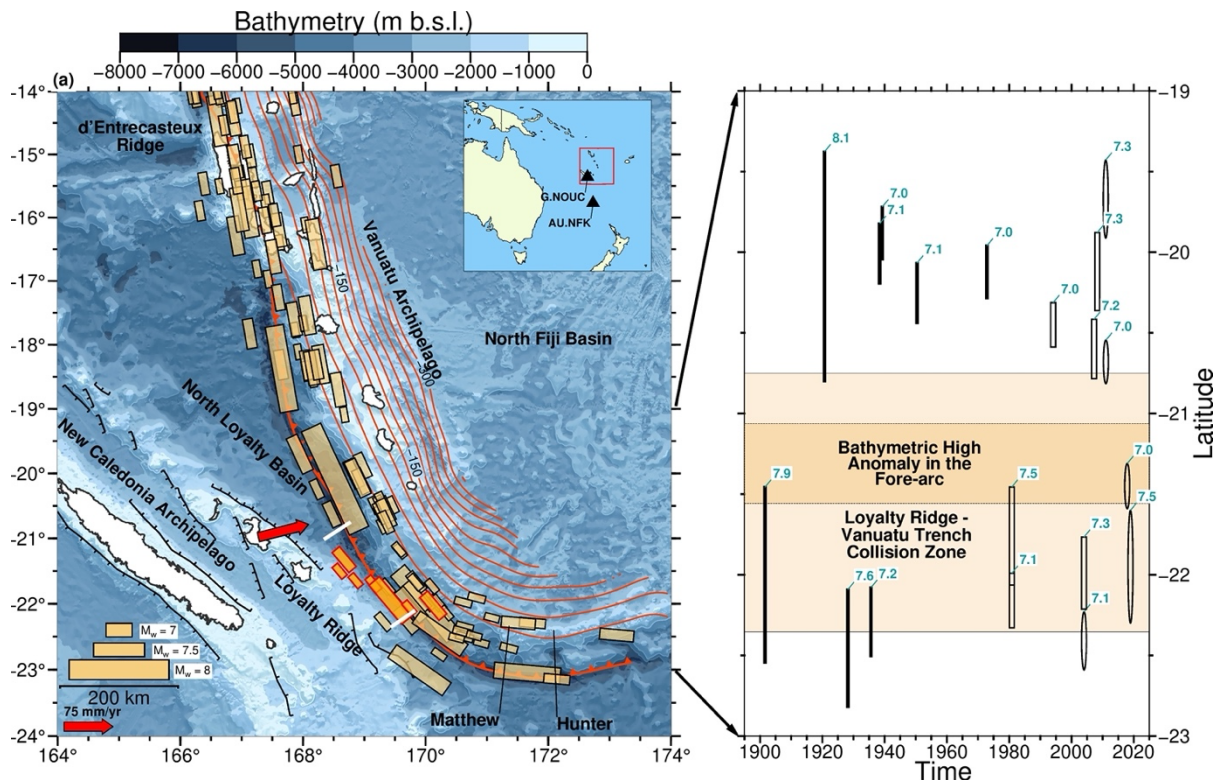 Bathymetry (m b.s.l.)
−8000 −7000 −6000 −5000 −4000 −3000 −2000 −1000 0
(a)
-14°
-15°
-16°
-17°
-18°
-19°
-20°
-21°
-22°
-23°
-24°
164 166° 168° 170° 172° 174°
d'Entrecasteux
Ridge
G.NOUC
AU.NFK
Vanuatu Archipelago
−150
−300
−150
North Fiji Basin
North Loyalty Basin
New Caledonia Archipelago
Loyalty Ridge
Mw = 7
Mw = 7.5
Mw = 8
200 km
75 mm/yr
Matthew
Hunter
8.1
7.0
7.1
7.1
7.0
7.0
7.3
7.3
7.2
7.0
Bathymetric High
Anomaly in the
Fore-arc
Loyalty Ridge -
Vanuatu Trench
Collision Zone
7.9
7.6
7.2
7.5
7.1
7.3
7.1
7.0
7.5
−19
−20
−21
−22
−23
Latitude
1900 1920 1940 1960 1980 2000 2020
Time